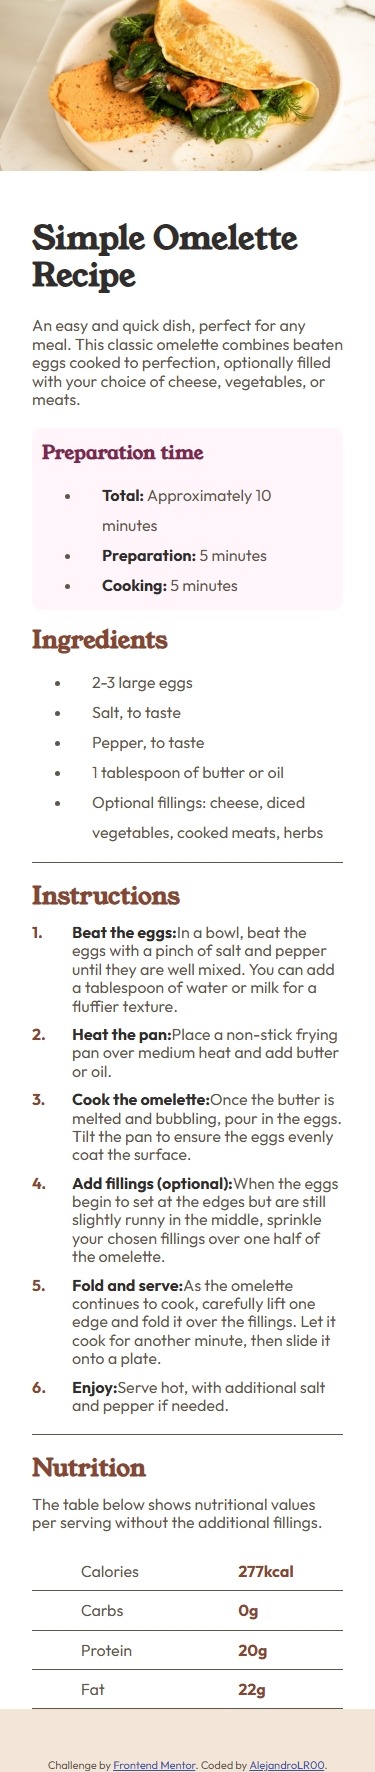 Simple Omelette
Recipe
An easy and quick dish, perfect for any
meal. This classic omelette combines beaten
eggs cooked to perfection, optionally filled
with your choice of cheese, vegetables, or
meats.
Preparation time
• Total: Approximately 10
minutes
• Preparation: 5 minutes
• Cooking: 5 minutes
Ingredients
• 2-3 large eggs
• Salt, to taste
• Pepper, to taste
• 1 tablespoon of butter or oil
• Optional fillings: cheese, diced
vegetables, cooked meats, herbs
Instructions
1. Beat the eggs:In a bowl, beat the
eggs with a pinch of salt and pepper
until they are well mixed. You can add
a tablespoon of water or milk for a
fluffier texture.
2. Heat the pan:Place a non-stick frying
pan over medium heat and add butter
or oil.
3. Cook the omelette:Once the butter is
melted and bubbling, pour in the eggs.
Tilt the pan to ensure the eggs evenly
coat the surface.
4. Add fillings (optional):When the eggs
begin to set at the edges but are still
slightly runny in the middle, sprinkle
your chosen fillings over one half of
the omelette.
5. Fold and serve:As the omelette
continues to cook, carefully lift one
edge and fold it over the fillings. Let it
cook for another minute, then slide it
onto a plate.
6. Enjoy:Serve hot, with additional salt
and pepper if needed.
Nutrition
The table below shows nutritional values
per serving without the additional fillings.
Calories 277kcal
Carbs 0g
Protein 20g
Fat 22g
Challenge by Frontend Mentor. Coded by AlejandroLR00.